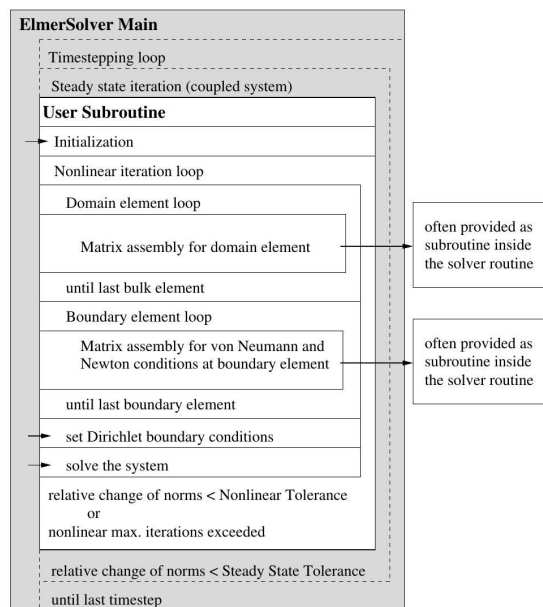 ElmerSolver Main
Timestepping loop
Steady state iteration (coupled system)
User Subroutine
Initialization
Nonlinear iteration loop
Domain element loop
Matrix assembly for domain element
often provided as
subroutine inside
the solver routine
until last bulk element
Boundary element loop
Matrix assembly for von Neumann and
Newton conditions at boundary element
often provided as
subroutine inside
the solver routine
until last boundary element
set Dirichlet boundary conditions
solve the system
relative change of norms < Nonlinear Tolerance
or
nonlinear max. iterations exceeded
relative change of norms < Steady State Tolerance
until last timestep